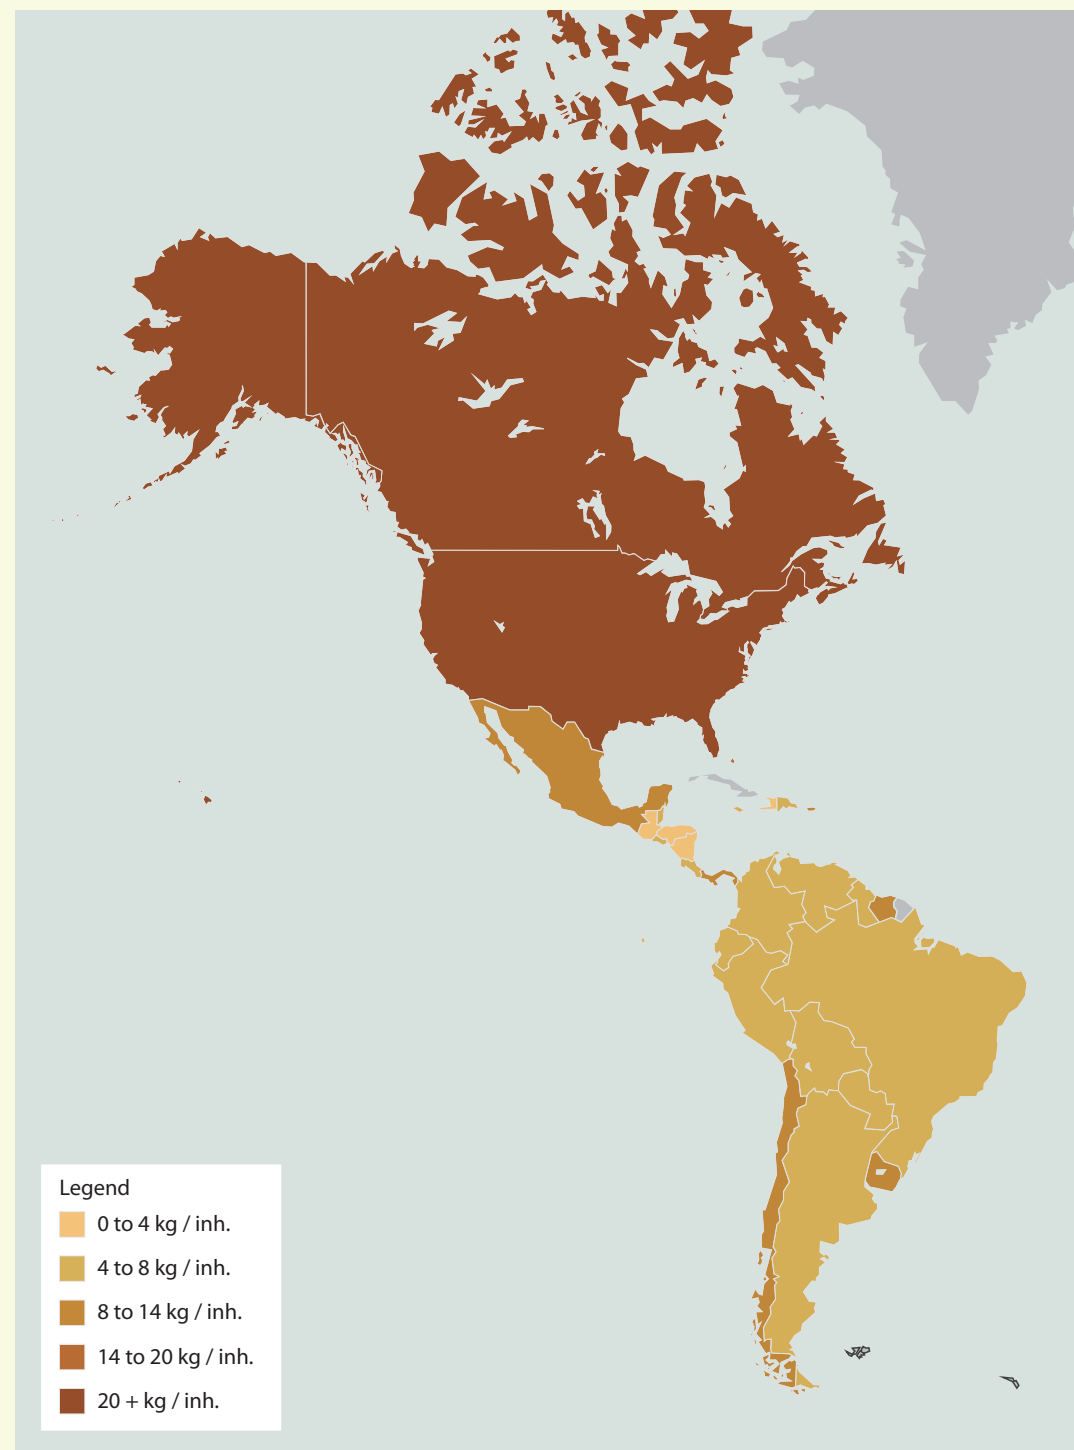 Legend
0 to 4 kg / inh.
4 to 8 kg / inh.
8 to 14 kg / inh.
14 to 20 kg / inh.
20 + kg / inh.